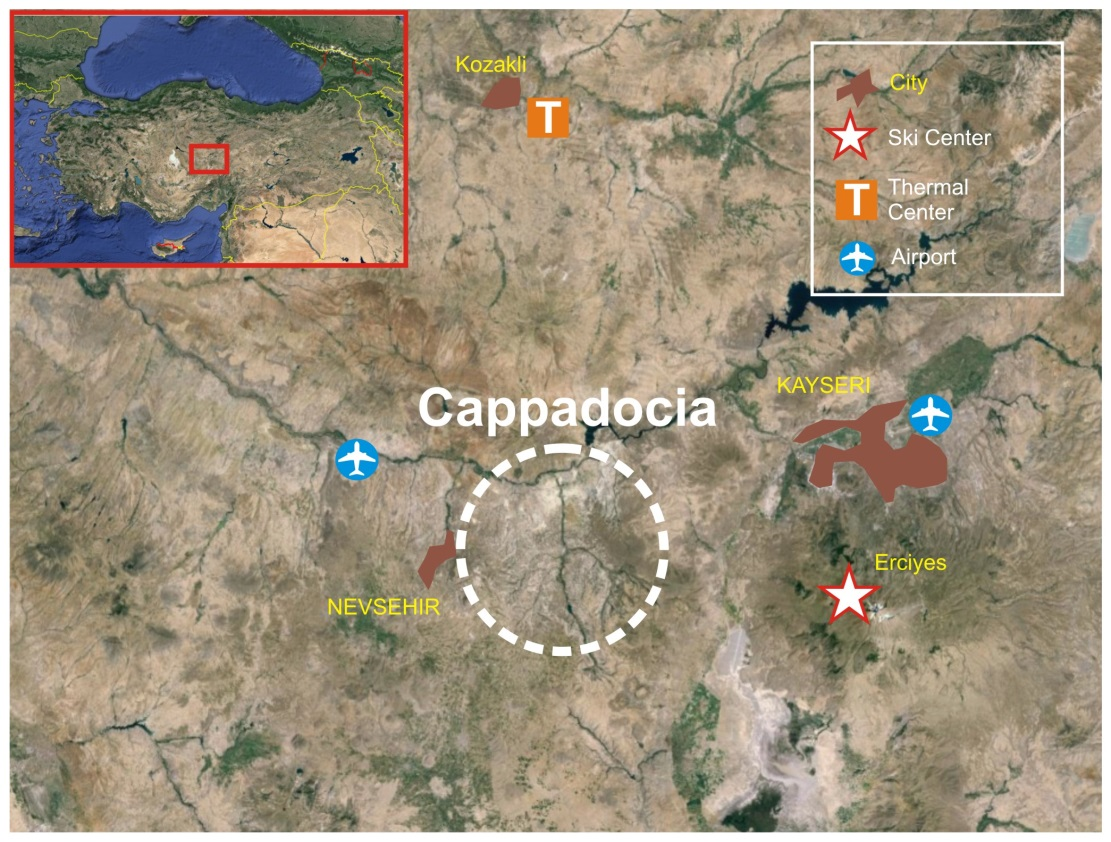 Kozakli
T
City
Ski Center
T
Thermal
Center
Airport
KAYSERI
Cappadocia
Erciyes
NEVSEHIR